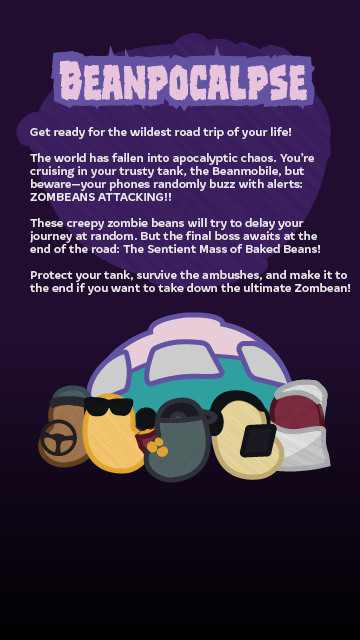 BEANPOCALPSE
Get ready for the wildest road trip of your life!
The world has fallen into apocalyptic chaos. You're
cruising in your trusty tank, the Beanmobile, but
beware—your phones randomly buzz with alerts:
ZOMBEANS ATTACKING!!
These creepy zombie beans will try to delay your
journey at random. But the final boss awaits at the
end of the road: The Sentient Mass of Baked Beans!
Protect your tank, survive the ambushes, and make it to
the end if you want to take down the ultimate Zombean!